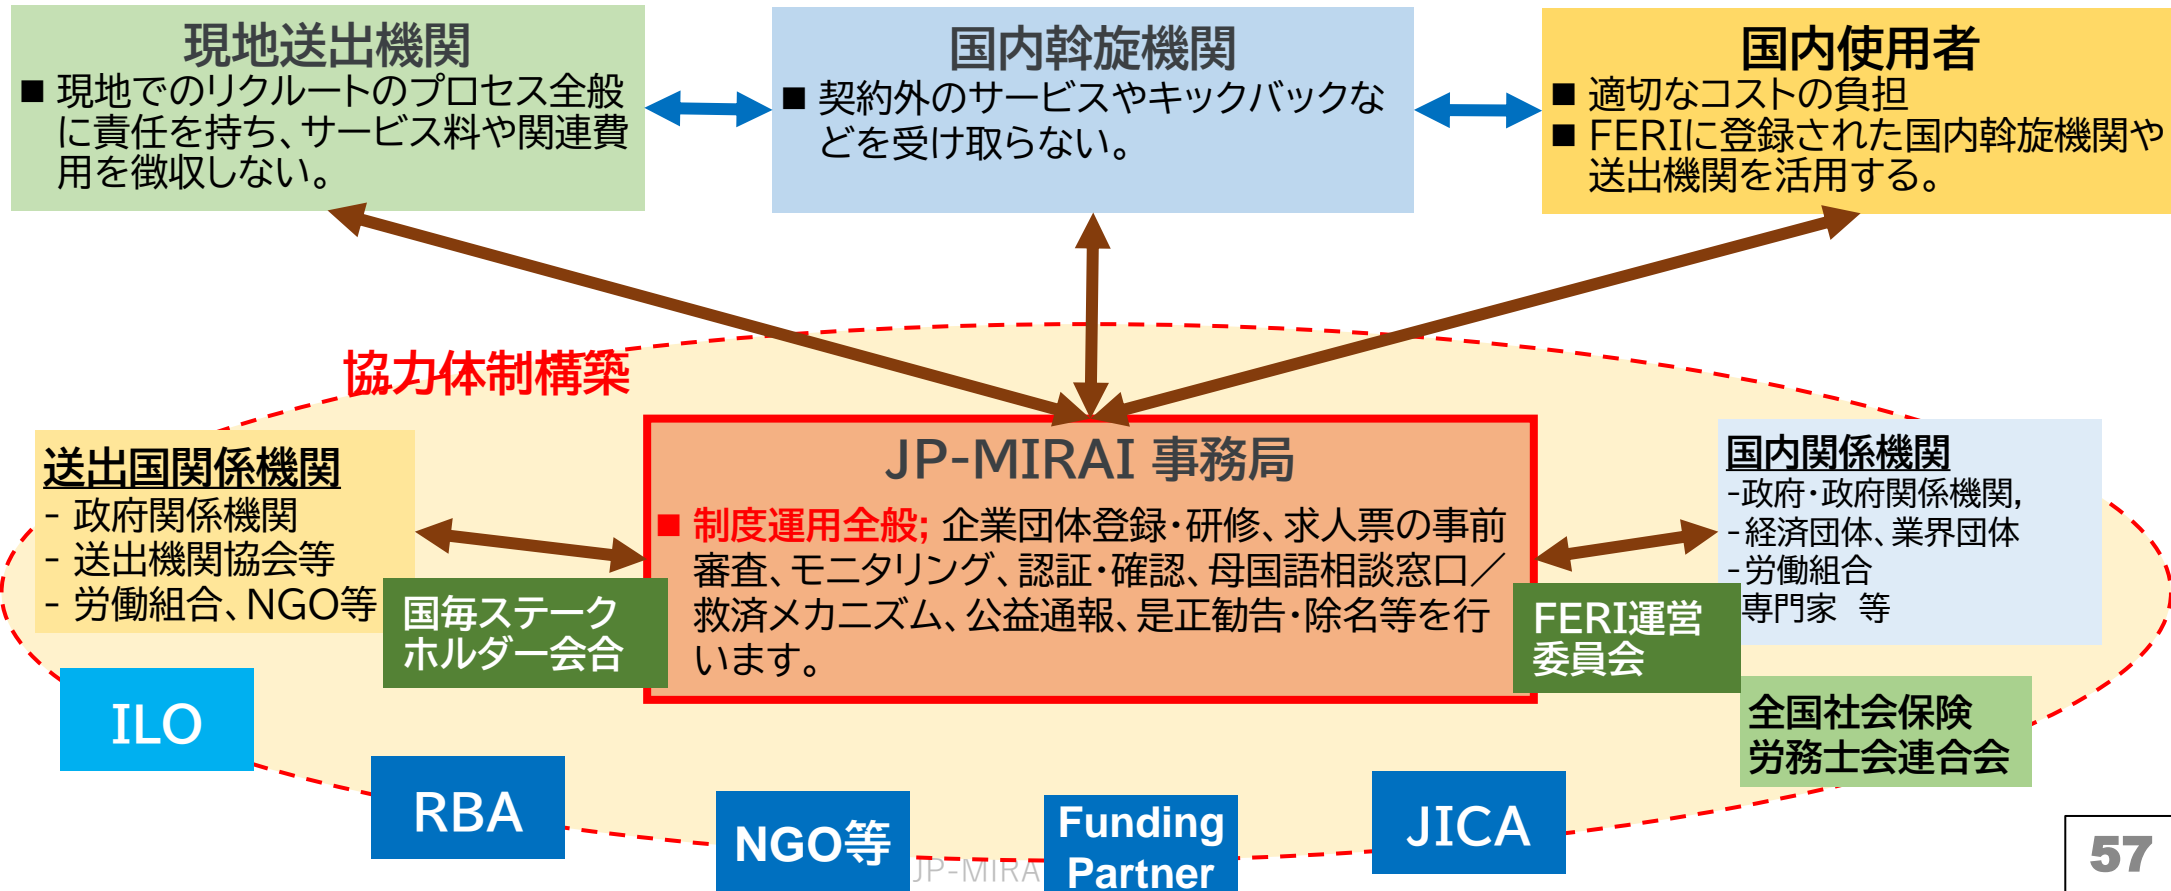 現地送出機関
■ 現地でのリクルートのプロセス全般
に責任を持ち、サービス料や関連費
用を徴収しない。
国内斡旋機関
■ 契約外のサービスやキックバックな
どを受け取らない。
国内使用者
■ 適切なコストの負担
■ FERIに登録された国内斡旋機関や
送出機関を活用する。
協力体制構築
送出国関係機関
- 政府関係機関
- 送出機関協会等
- 労働組合、NGO等
国毎ステーク
ホルダー会合
JP-MIRAI 事務局
■ 制度運用全般; 企業団体登録・研修、求人票の事前
審査、モニタリング、認証・確認、母国語相談窓口／
救済メカニズム、公益通報、是正勧告・除名等を行
います。
国内関係機関
-政府・政府関係機関,
-経済団体、業界団体
-労働組合
専門家 等
FERI運営
委員会
全国社会保険
労務士会連合会
ILO
RBA
NGO等
Funding
Partner
JICA
JP-MIRA
57